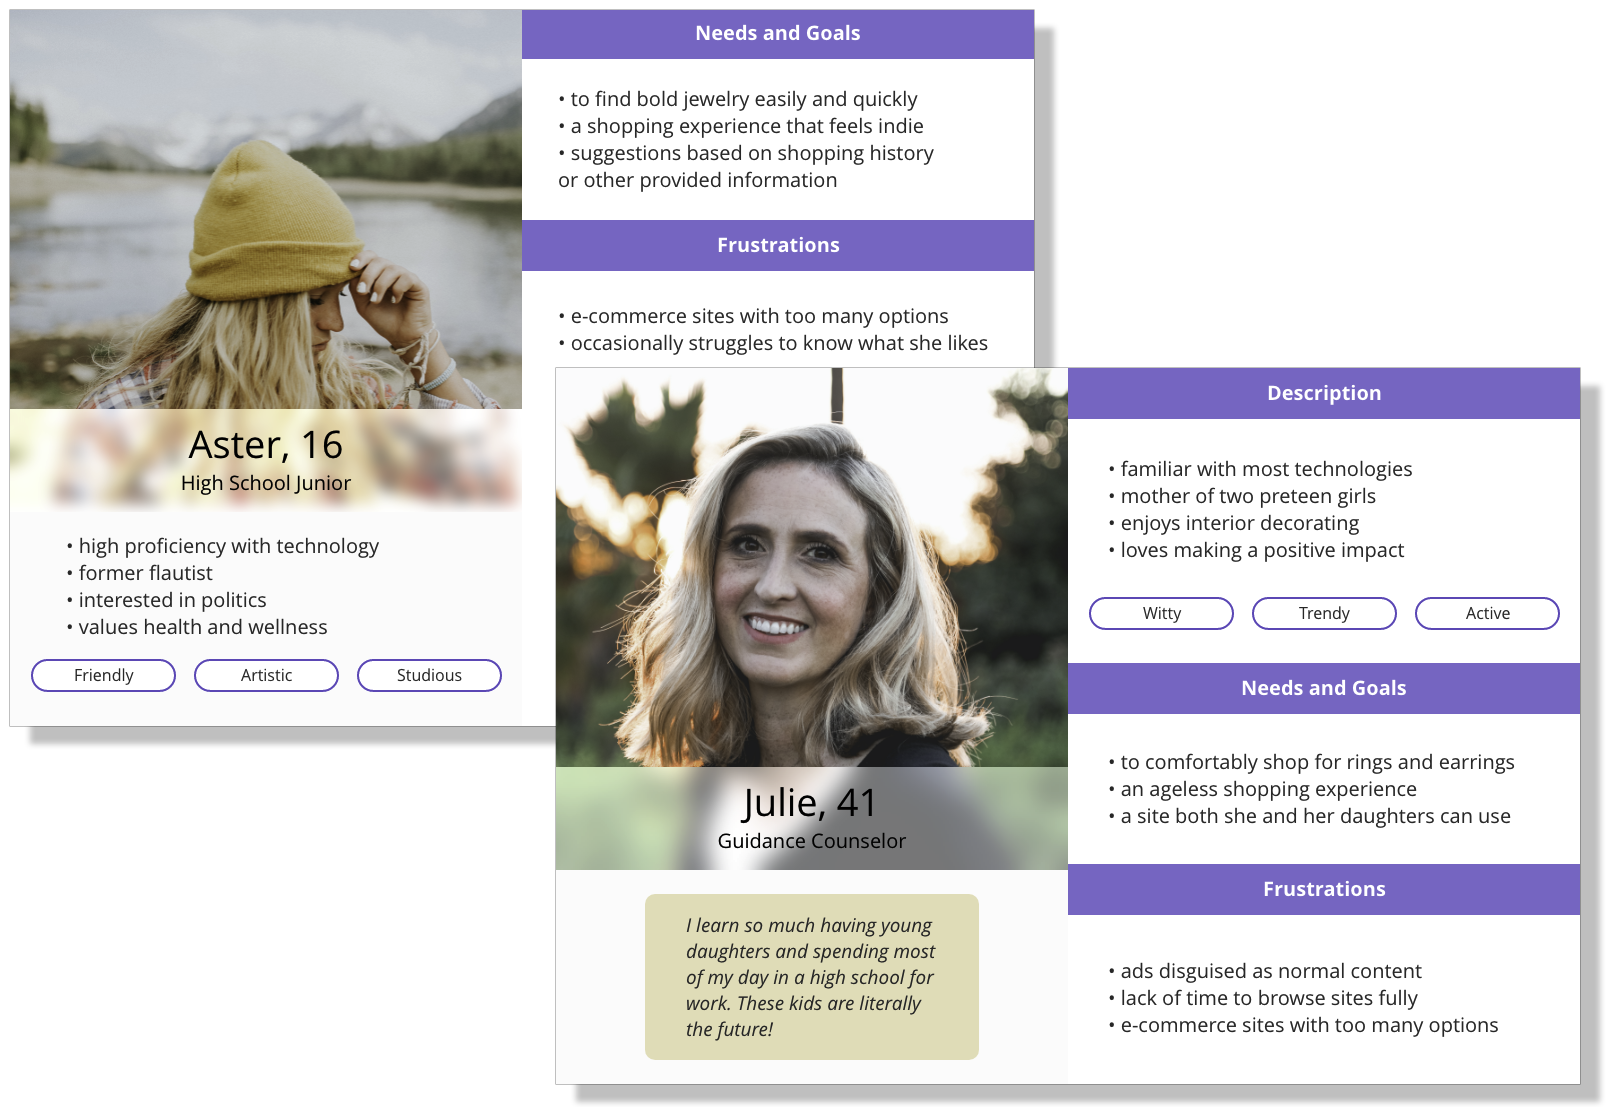 Needs and Goals
• to find bold jewelry easily and quickly
• a shopping experience that feels indie
• suggestions based on shopping history
or other provided information
Frustrations
• e-commerce sites with too many options
• occasionally struggles to know what she likes
Aster, 16
High School Junior
• high proficiency with technology
• former flautist
• interested in politics
• values health and wellness
Friendly
Artistic
Studious
Julie, 41
Guidance Counselor
I learn so much having young
daughters and spending most
of my day in a high school for
work. These kids are literally
the future!
Description
• familiar with most technologies
• mother of two preteen girls
• enjoys interior decorating
• loves making a positive impact
Witty
Trendy
Active
Needs and Goals
• to comfortably shop for rings and earrings
• an ageless shopping experience
• a site both she and her daughters can use
Frustrations
• ads disguised as normal content
• lack of time to browse sites fully
• e-commerce sites with too many options